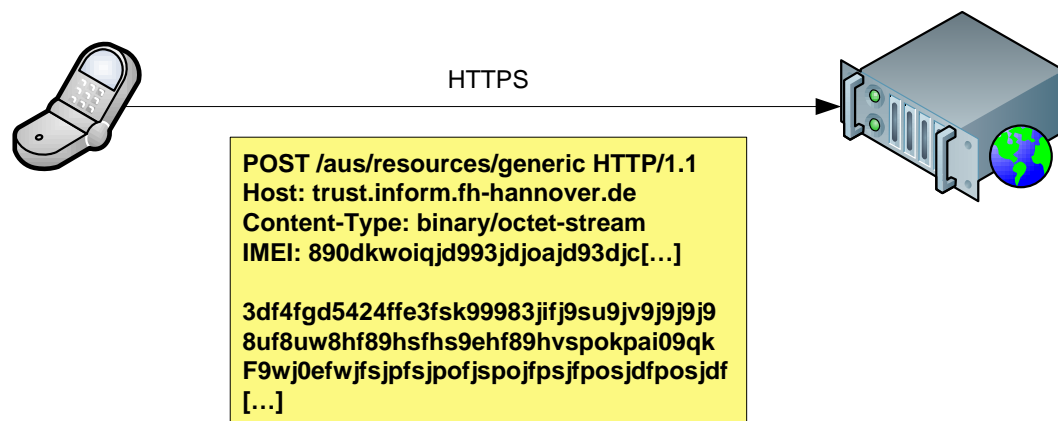 HTTPS
POST /aus/resources/generic HTTP/1.1
Host: trust.inform.fh-hannover.de
Content-Type: binary/octet-stream
IMEI: 890dkwoiqjd993jdjoajd93djc[…]
3df4fgd5424ffe3fsk99983jifj9su9jv9j9j9j9
8uf8uw8hf89hsfhs9ehf89hvspokpai09qk
F9wj0efwjfsjpfsjpofjspojfpsjfposjdfposjdf
[…]